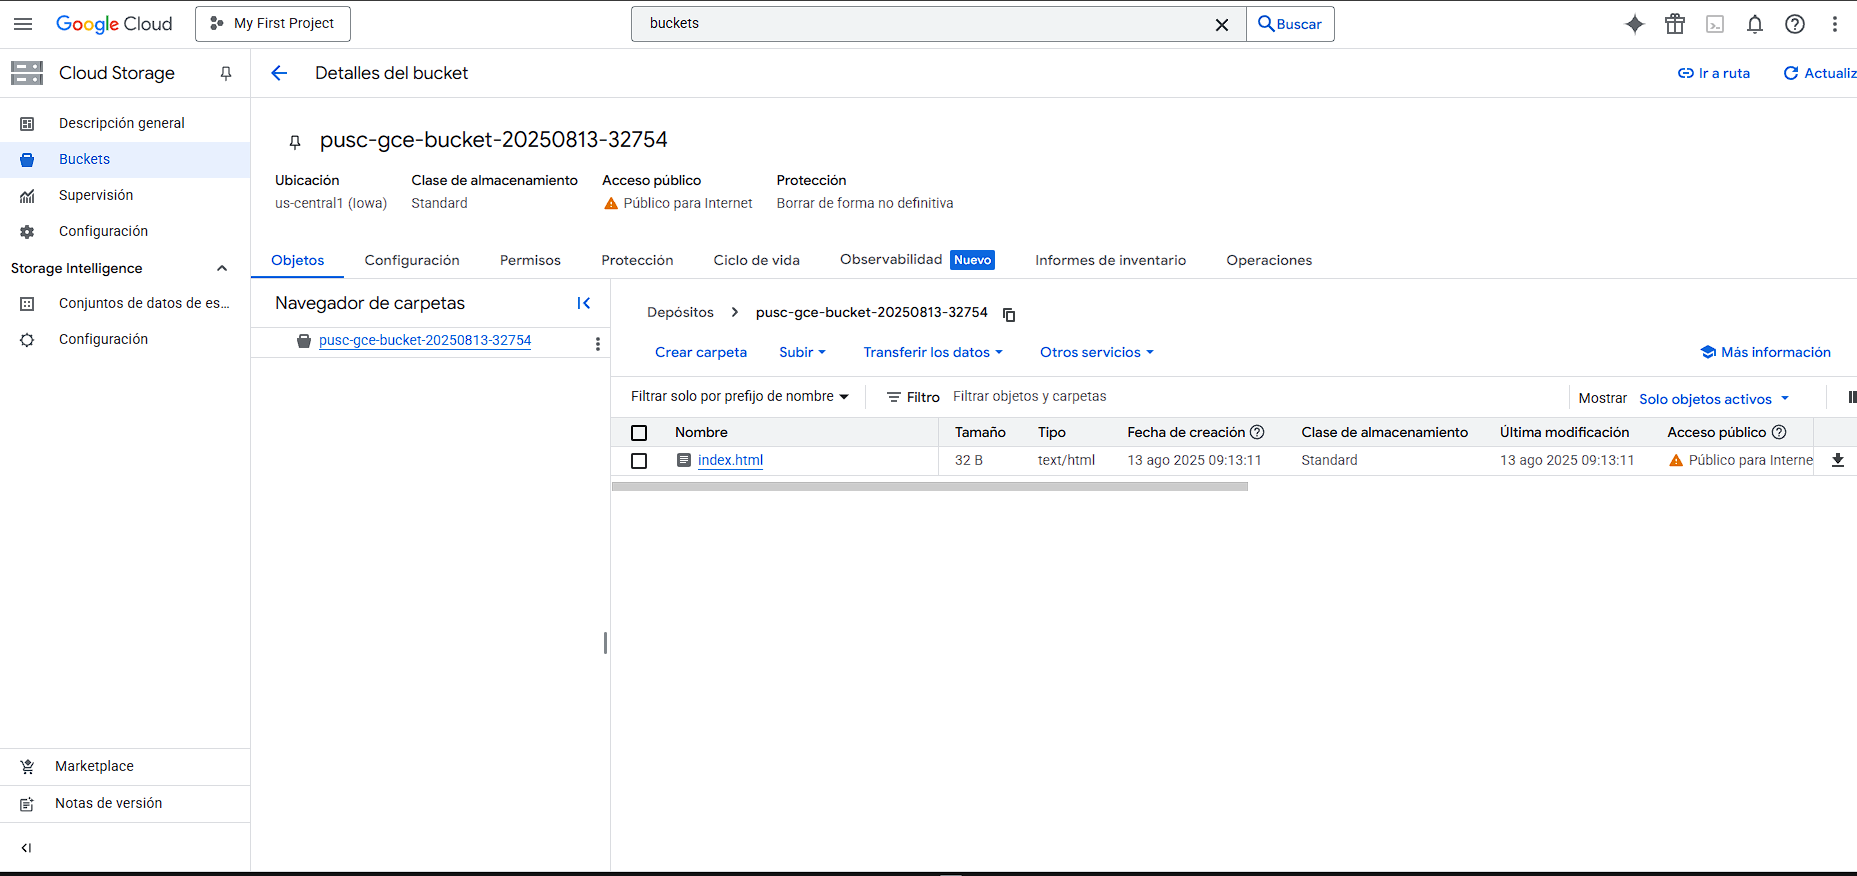 Google Cloud
My First Project
buckets
Buscar
Cloud Storage
Detalles del bucket
Ir a ruta
Actualiz
Descripción general
Buckets
Supervisión
Configuración
Storage Intelligence
Conjuntos de datos de es...
Configuración
Marketplace
Notas de versión
pusc-gce-bucket-20250813-32754
Ubicación
Clase de almacenamiento
Acceso público
Protección
us-central1 (Iowa)
Standard
Público para Internet
Borrar de forma no definitiva
Objetos
Configuración
Permisos
Protección
Ciclo de vida
Observabilidad
Nuevo
Informes de inventario
Operaciones
Navegador de carpetas
pusc-gce-bucket-20250813-32754
Depósitos
pusc-gce-bucket-20250813-32754
Crear carpeta
Subir
Transferir los datos
Otros servicios
Más información
Filtrar solo por prefijo de nombre
Filtro
Filtrar objetos y carpetas
Mostrar
Solo objetos activos
Nombre
Tamaño
Tipo
Fecha de creación
Clase de almacenamiento
Última modificación
Acceso público
index.html
32 B
text/html
13 ago 2025 09:13:11
Standard
13 ago 2025 09:13:11
Público para Interne